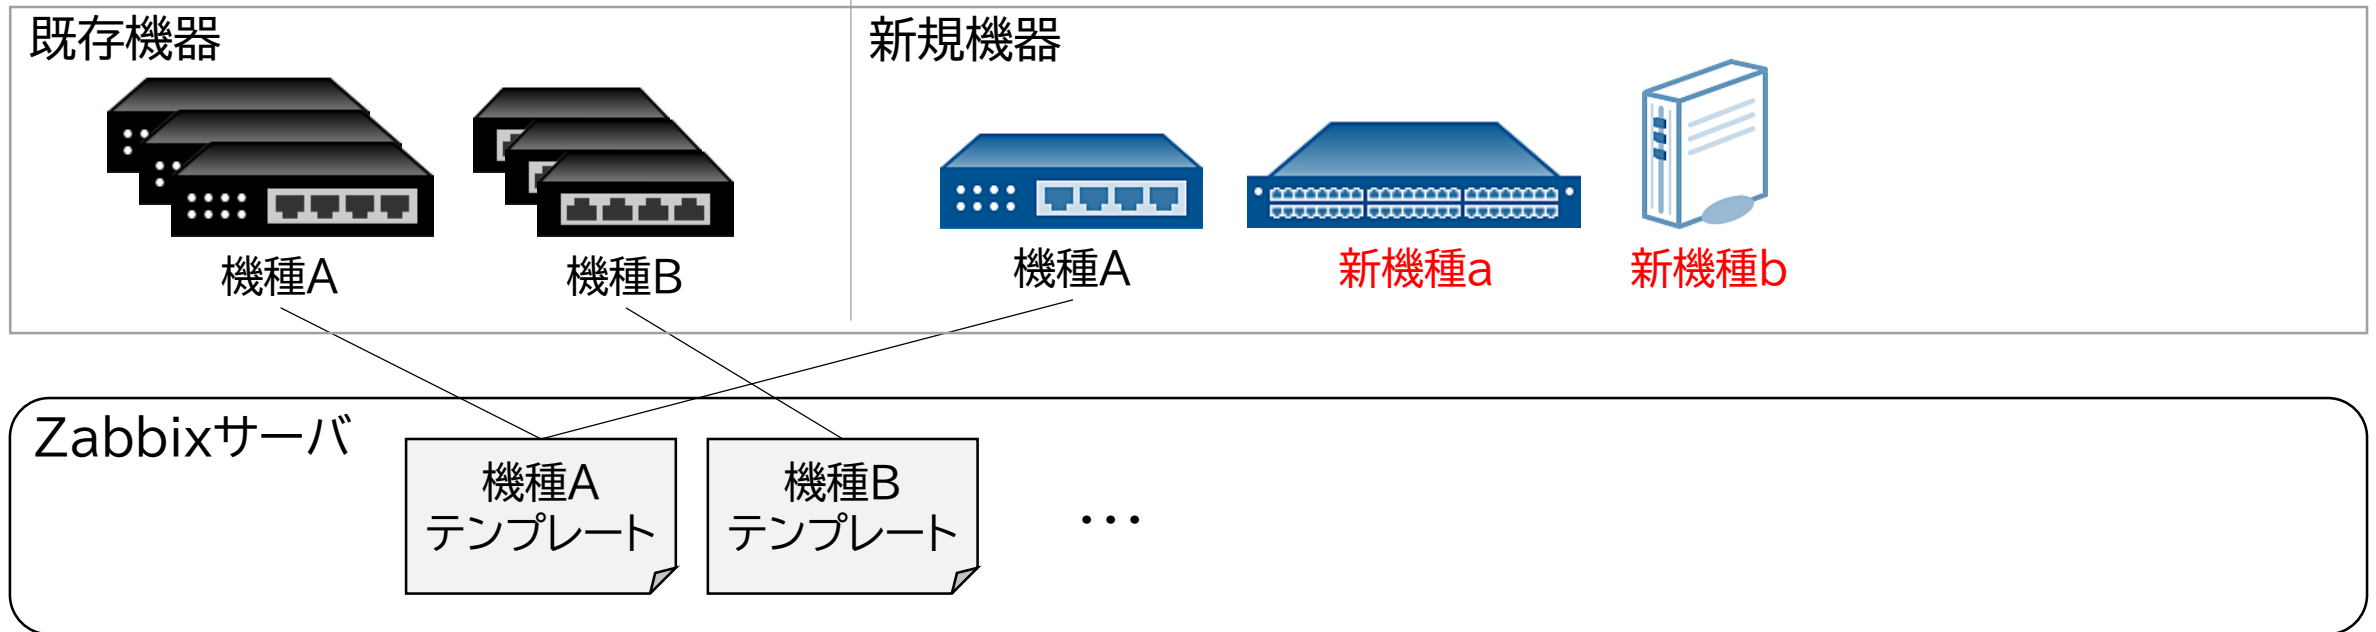 既存機器
新規機器
機種A
機種B
機種A
新機種a
新機種b
Zabbixサーバ
機種A
テンプレート
機種B
テンプレート
…